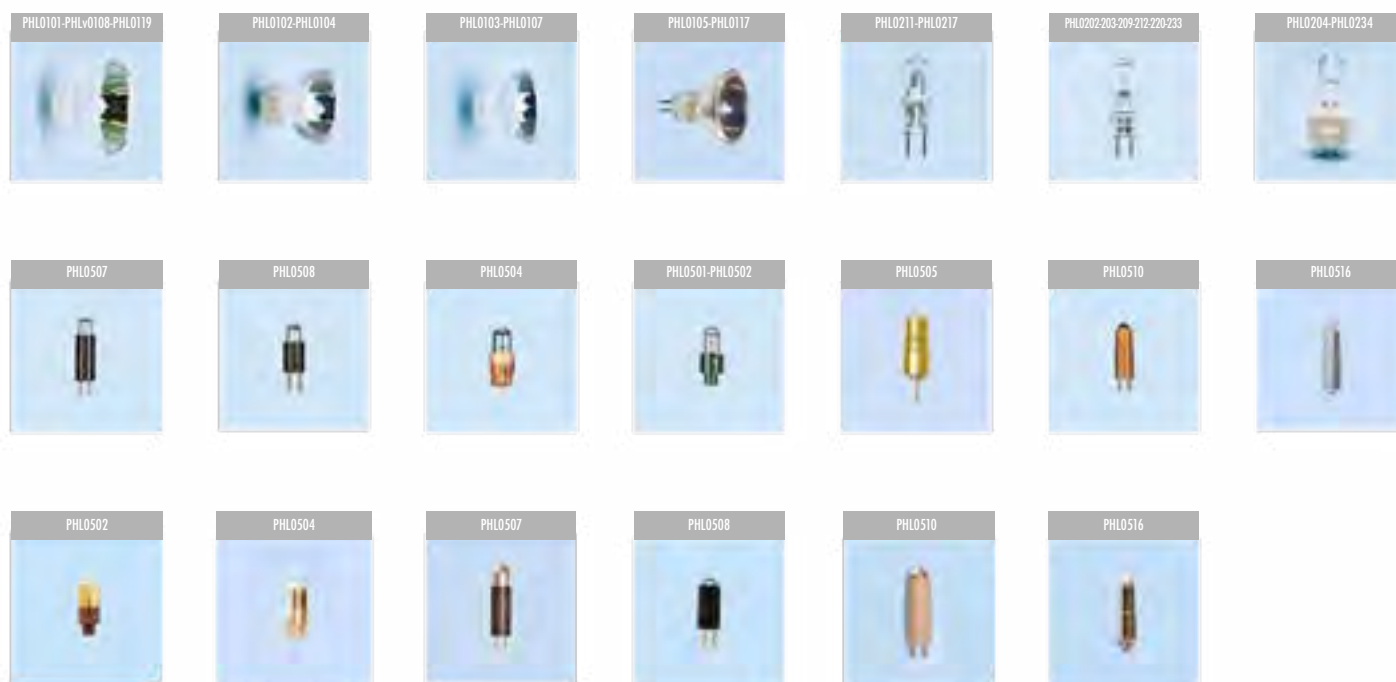 PHL0101-PHLv0108-PHL0119
PHL0102-PHL0104
PHL0103-PHL0107
PHL0105-PHL0117
PHL0211-PHL0217
PHL0202-203-209-212-220-233
PHL0204-PHL0234
PHL0507
PHL0508
PHL0504
PHL0501-PHL0502
PHL0505
PHL0510
PHL0516
PHL0502
PHL0504
PHL0507
PHL0508
PHL0510
PHL0516